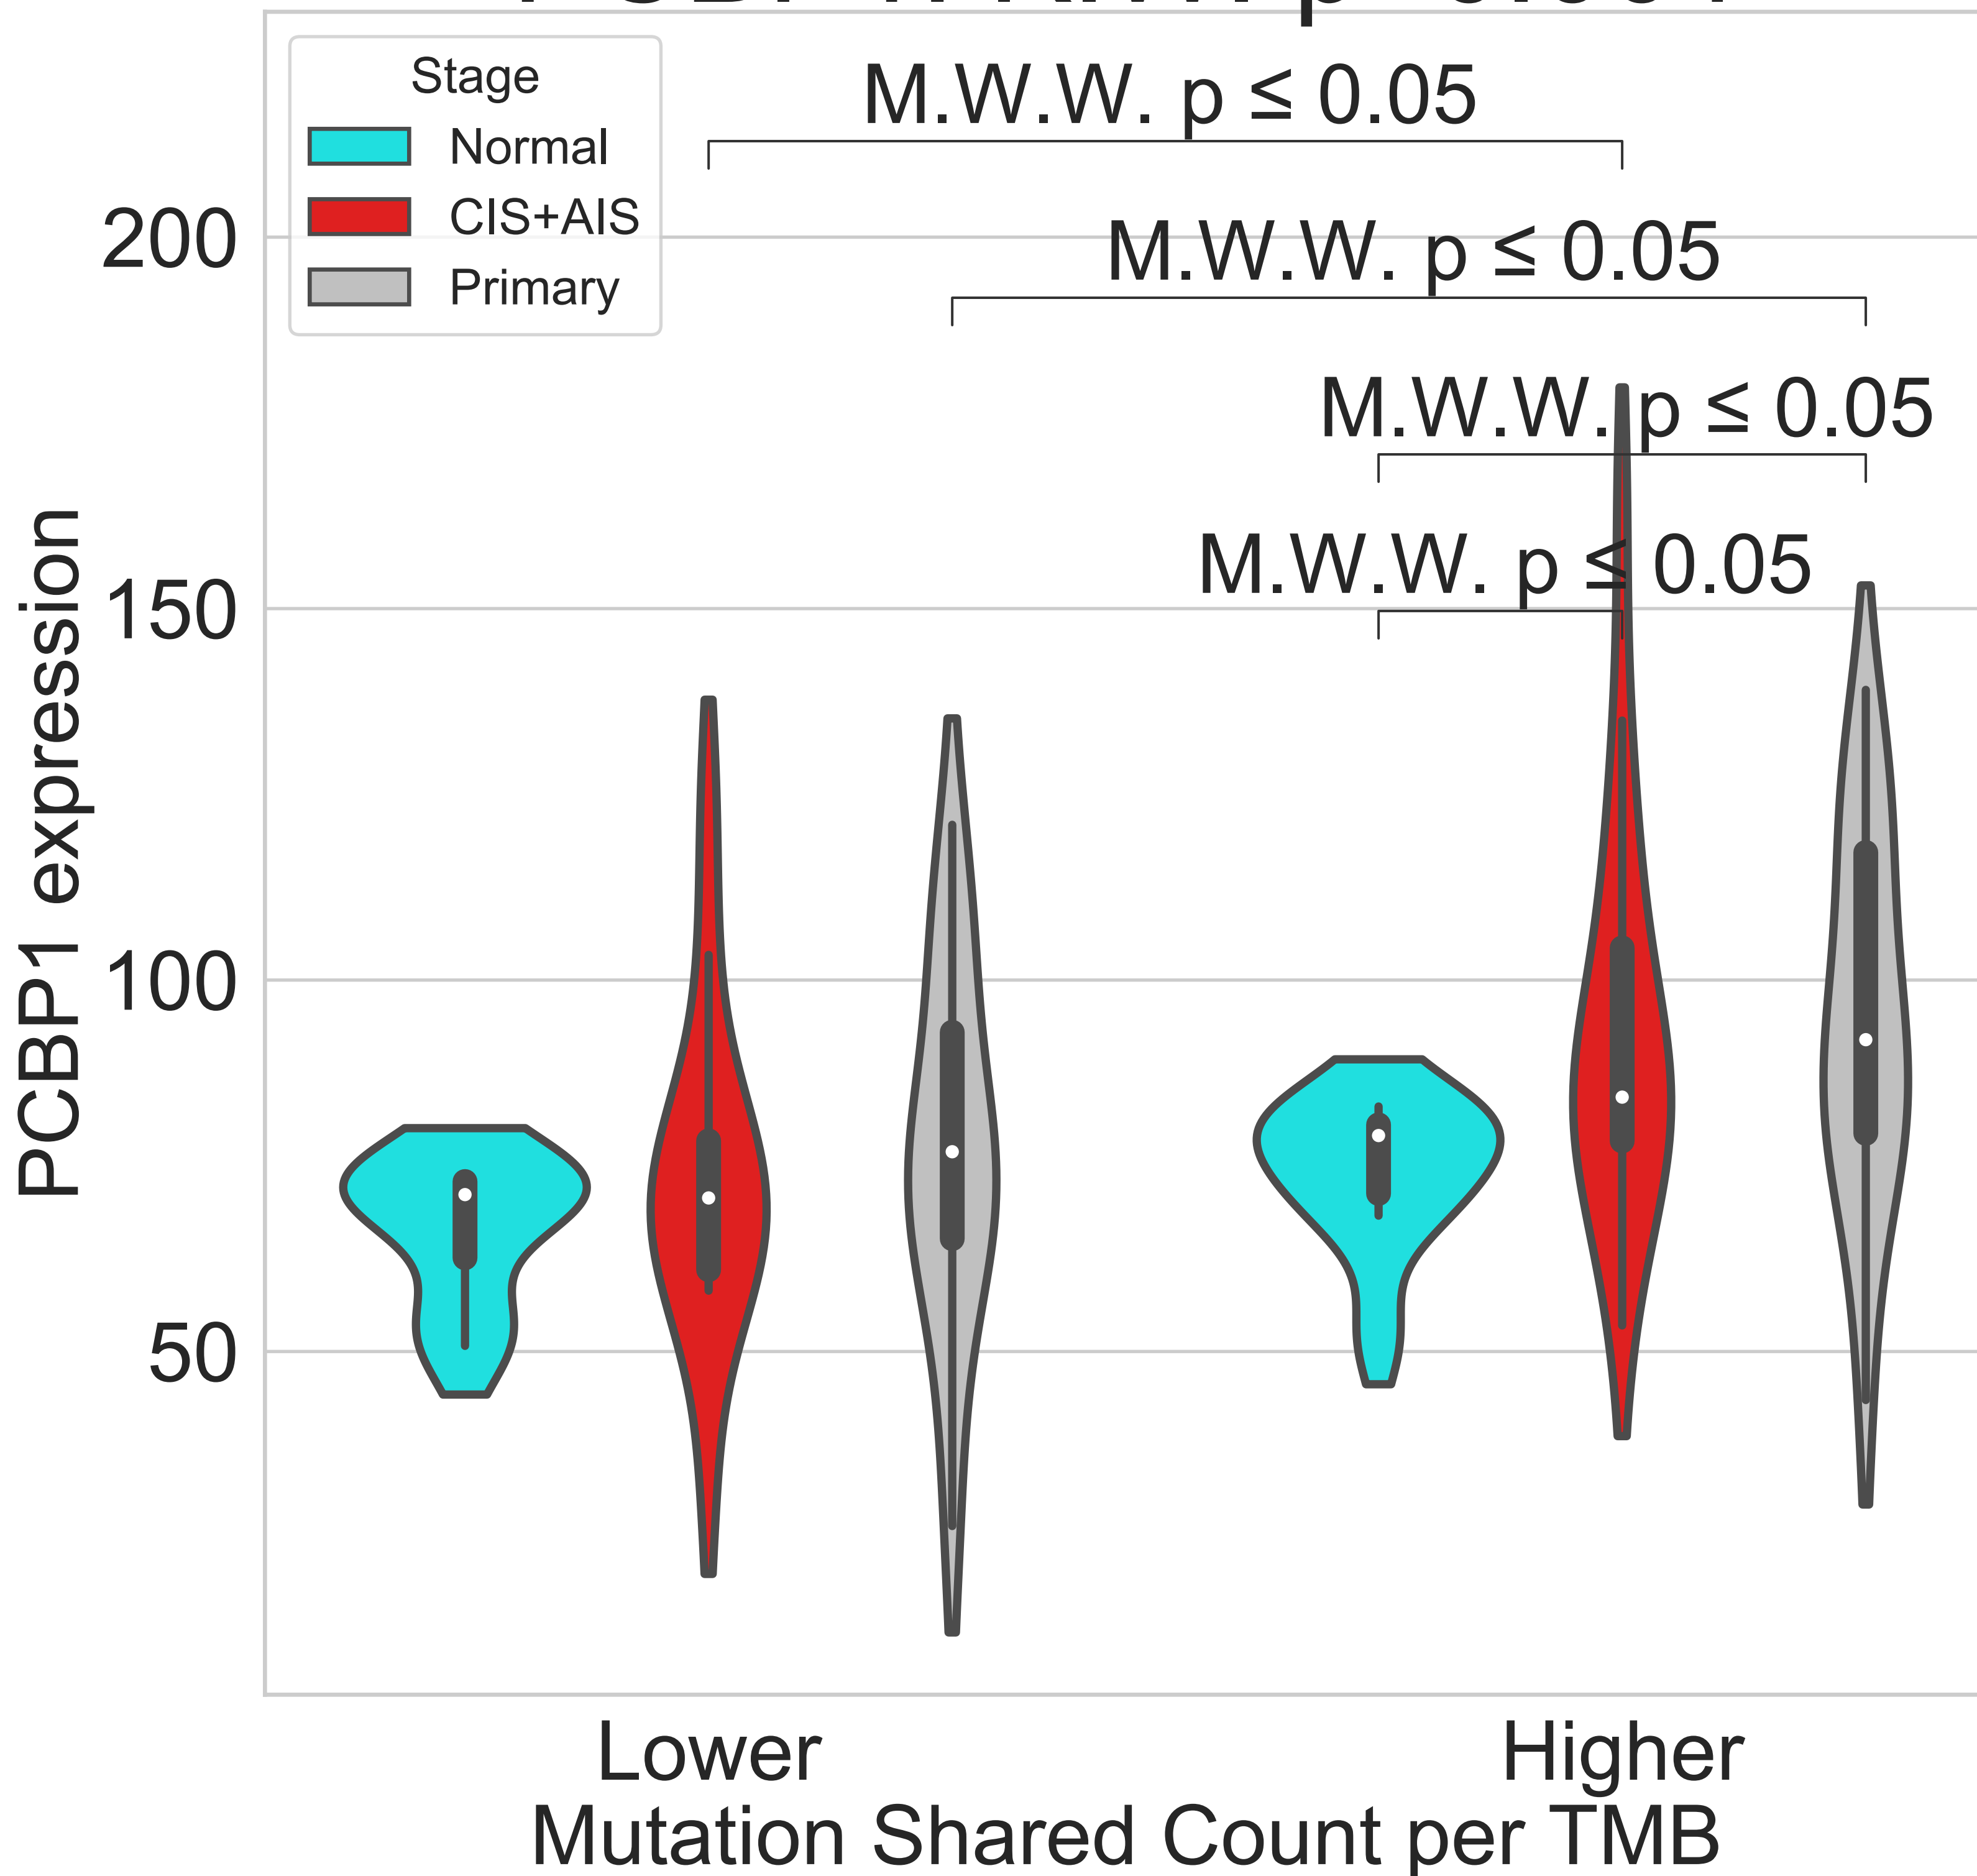 Stage
Normal
CIS+AIS
Primary
M.W.W. p ≤ 0.05
M.W.W. p ≤ 0.05
M.W.W. p ≤ 0.05
M.W.W. p ≤ 0.05
PCBP1 expression
200
150
100
50
Lower
Higher
Mutation Shared Count per TMB